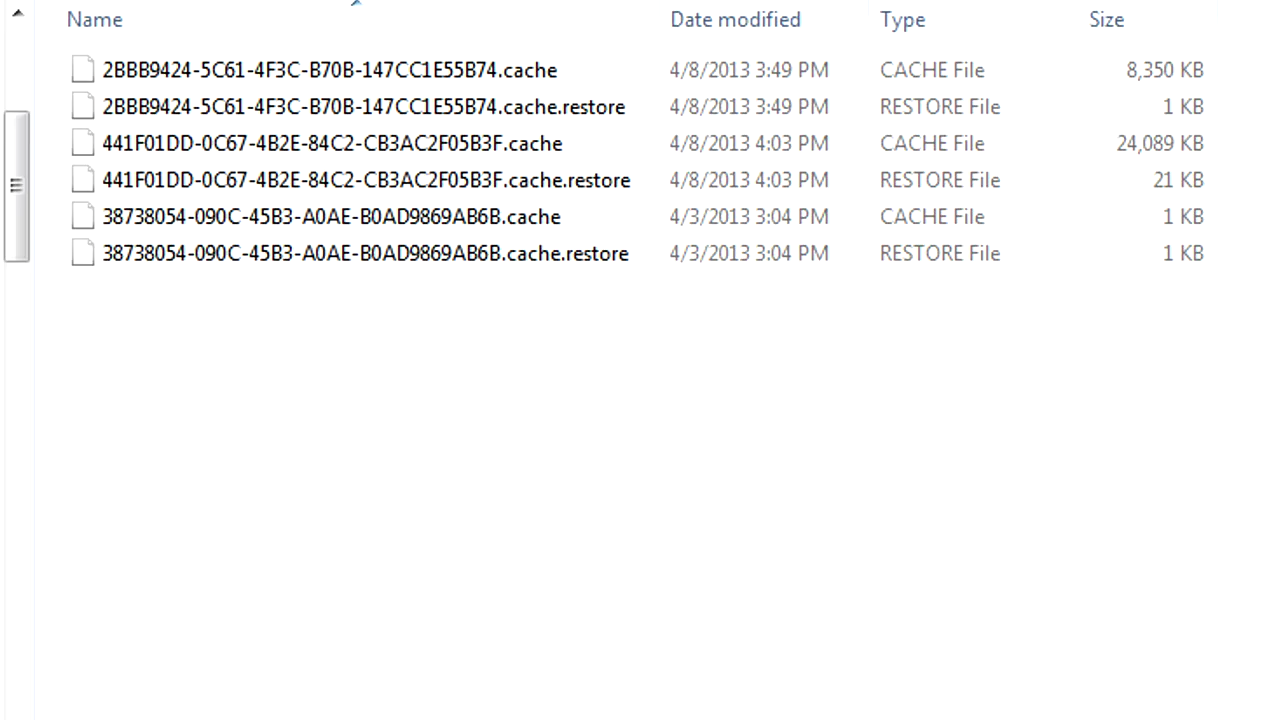 Name Date modified Type Size
2BBB9424-5C61-4F3C-B70B-147CC1E55B74.cache 4/8/2013 3:49 PM CACHE File 8,350 KB
2BBB9424-5C61-4F3C-B70B-147CC1E55B74.cache.restore 4/8/2013 3:49 PM RESTORE File 1 KB
441F01DD-0C67-4B2E-84C2-CB3AC2F05B3F.cache 4/8/2013 4:03 PM CACHE File 24,089 KB
441F01DD-0C67-4B2E-84C2-CB3AC2F05B3F.cache.restore 4/8/2013 4:03 PM RESTORE File 21 KB
38738054-090C-45B3-A0AE-B0AD9869AB6B.cache 4/3/2013 3:04 PM CACHE File 1 KB
38738054-090C-45B3-A0AE-B0AD9869AB6B.cache.restore 4/3/2013 3:04 PM RESTORE File 1 KB